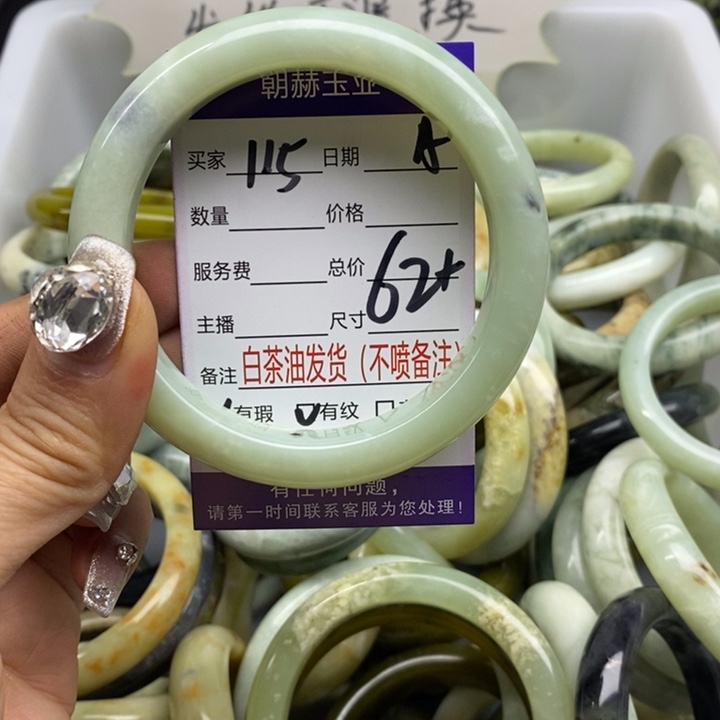 朝赫玉业
买家 115 日期 A
数量 价格
服务费 总价
主播 尺寸 62+
备注 白茶油发货（不喷备注）
有瑕 有纹
有任何问题，
请第一时间联系客服为您处理！